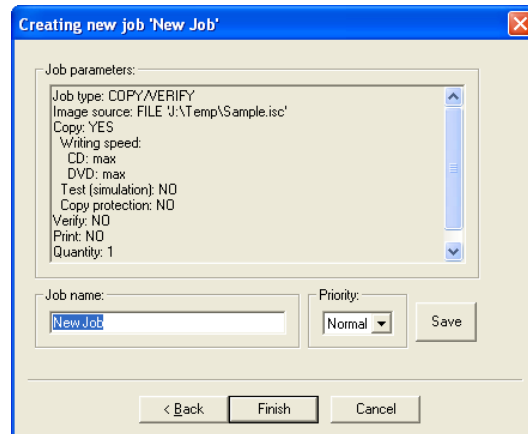 Creating new job 'New Job'
Job parameters:
Job type: COPY/VERIFY
Image source: FILE 'J:\Temp\Sample.isc'
Copy: YES
Writing speed:
CD: max
DVD: max
Test (simulation): NO
Copy protection: NO
Verify: NO
Print: NO
Quantity: 1
Job name:
Priority:
New Job
Normal
Save
< Back
Finish
Cancel